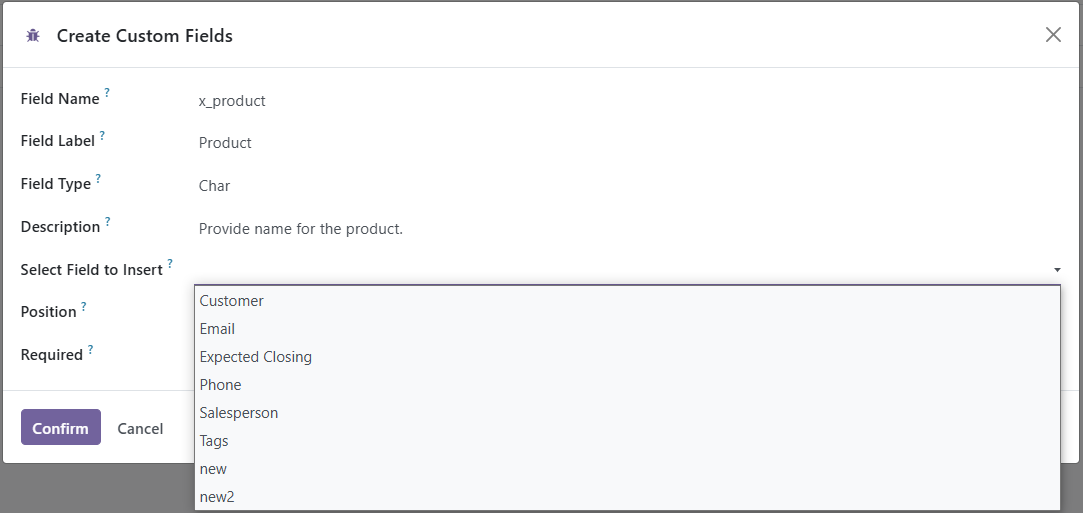 Create Custom Fields
Field Name ? x_product
Field Label ? Product
Field Type ? Char
Description ? Provide name for the product.
Select Field to Insert ?
Customer
Position ?
Email
Required ?
Expected Closing
Phone
Confirm Cancel
Salesperson
Tags
new
new2